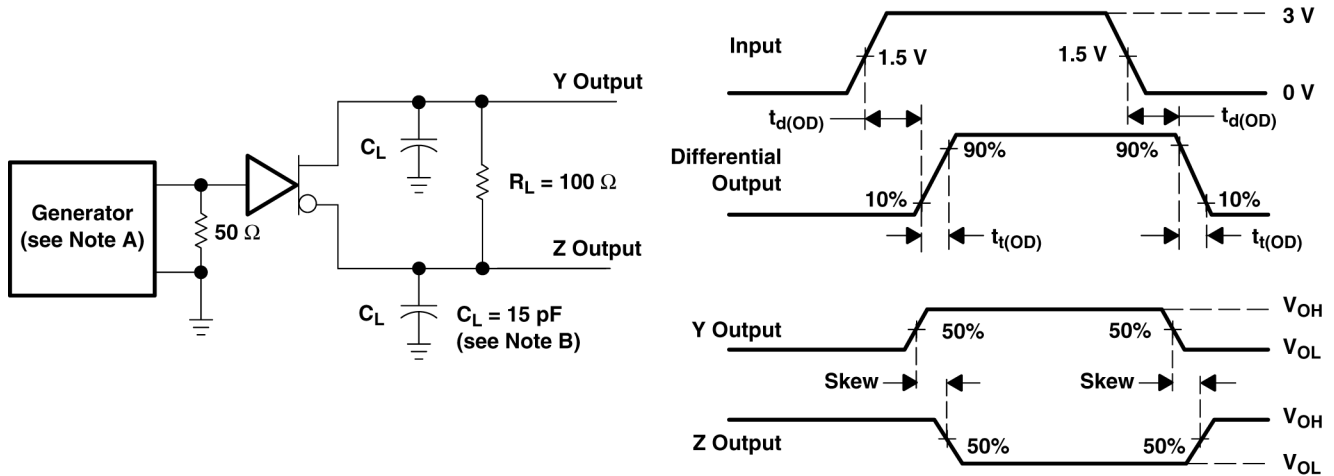 Y Output
C_L
R_L = 100 Ω
Generator
(see Note A)
50 Ω
Z Output
C_L
C_L = 15 pF
(see Note B)
3 V
Input
1.5 V
1.5 V
0 V
t_d(OD)
t_d(OD)
Differential
Output
90%
90%
10%
10%
t_t(OD)
t_t(OD)
V_OH
Y Output
50%
50%
V_OL
Skew
Skew
V_OH
Z Output
50%
50%
V_OL